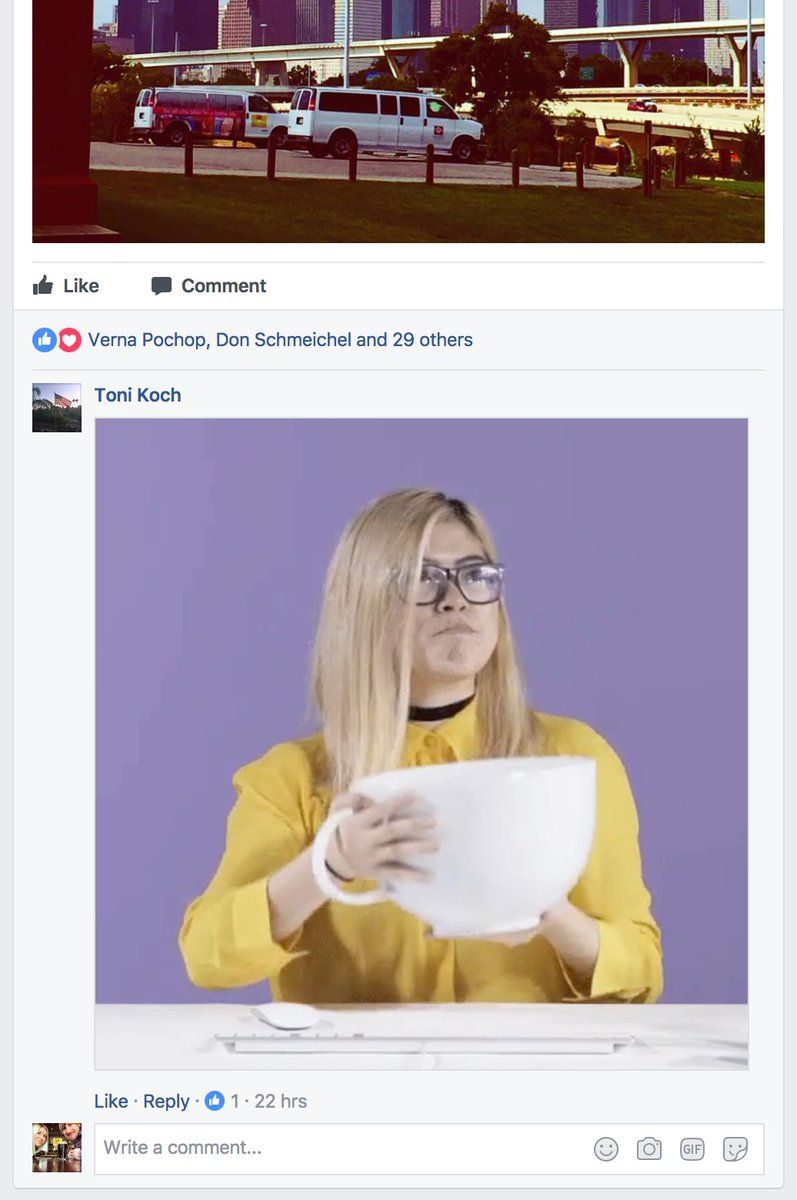 Like Comment
Verna Pochop, Don Schmeichel and 29 others
Toni Koch
Like · Reply · 1 · 22 hrs
Write a comment...
GIF